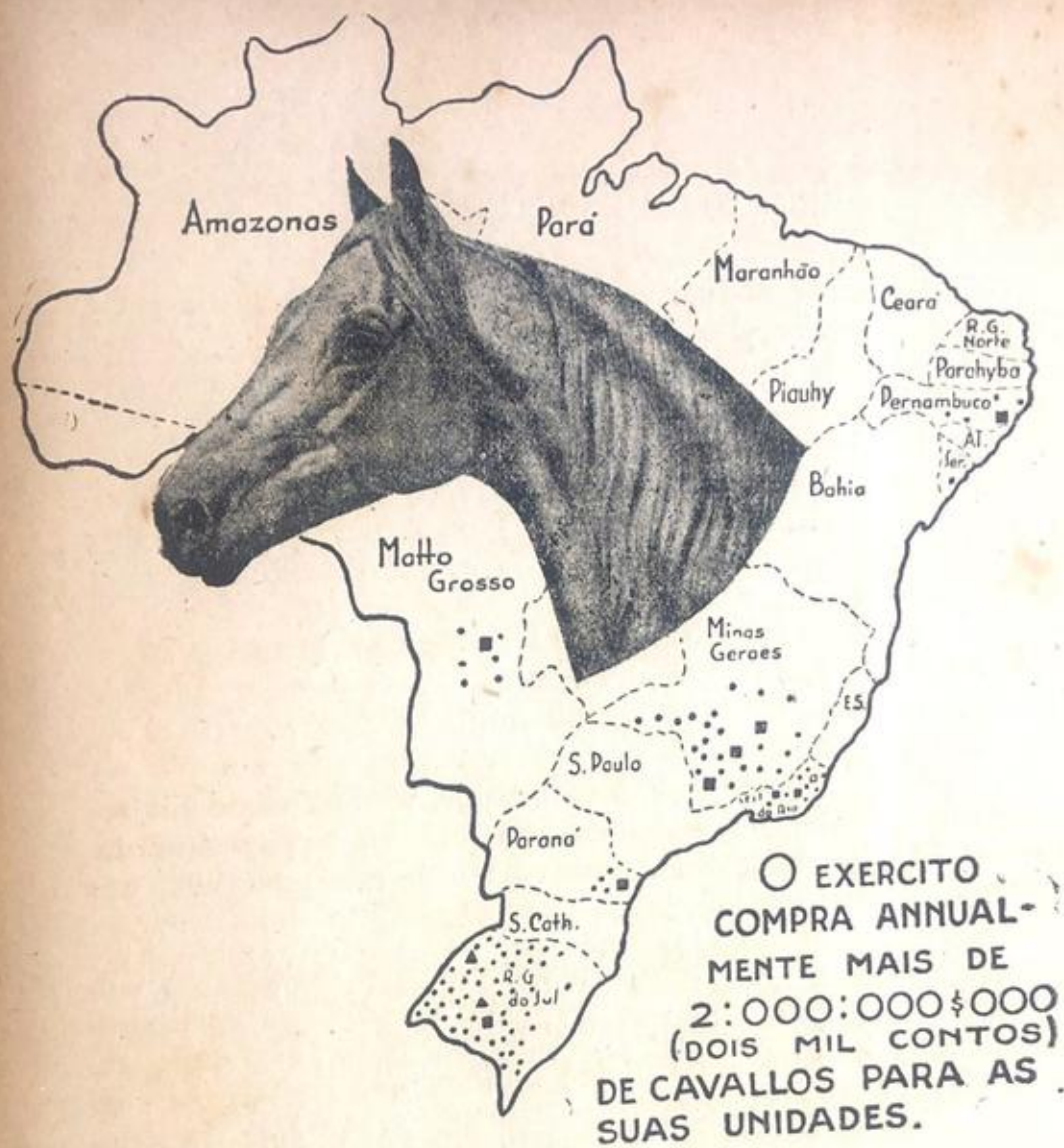 Amazonas
Pará
Maranhão
Ceará
R.G.
Norte
Parahyba
Piauhy
Pernambuco
Al.
Ser.
Bahia
Matto
Grosso
Minas
Geraes
E.S.
S. Paulo
do Rio
Paraná
S. Cath.
R.G.
do Sul
O EXERCITO
COMPRA ANNUAL-
MENTE MAIS DE
2:000:000$000
(DOIS MIL CONTOS)
DE CAVALLOS PARA AS
SUAS UNIDADES.